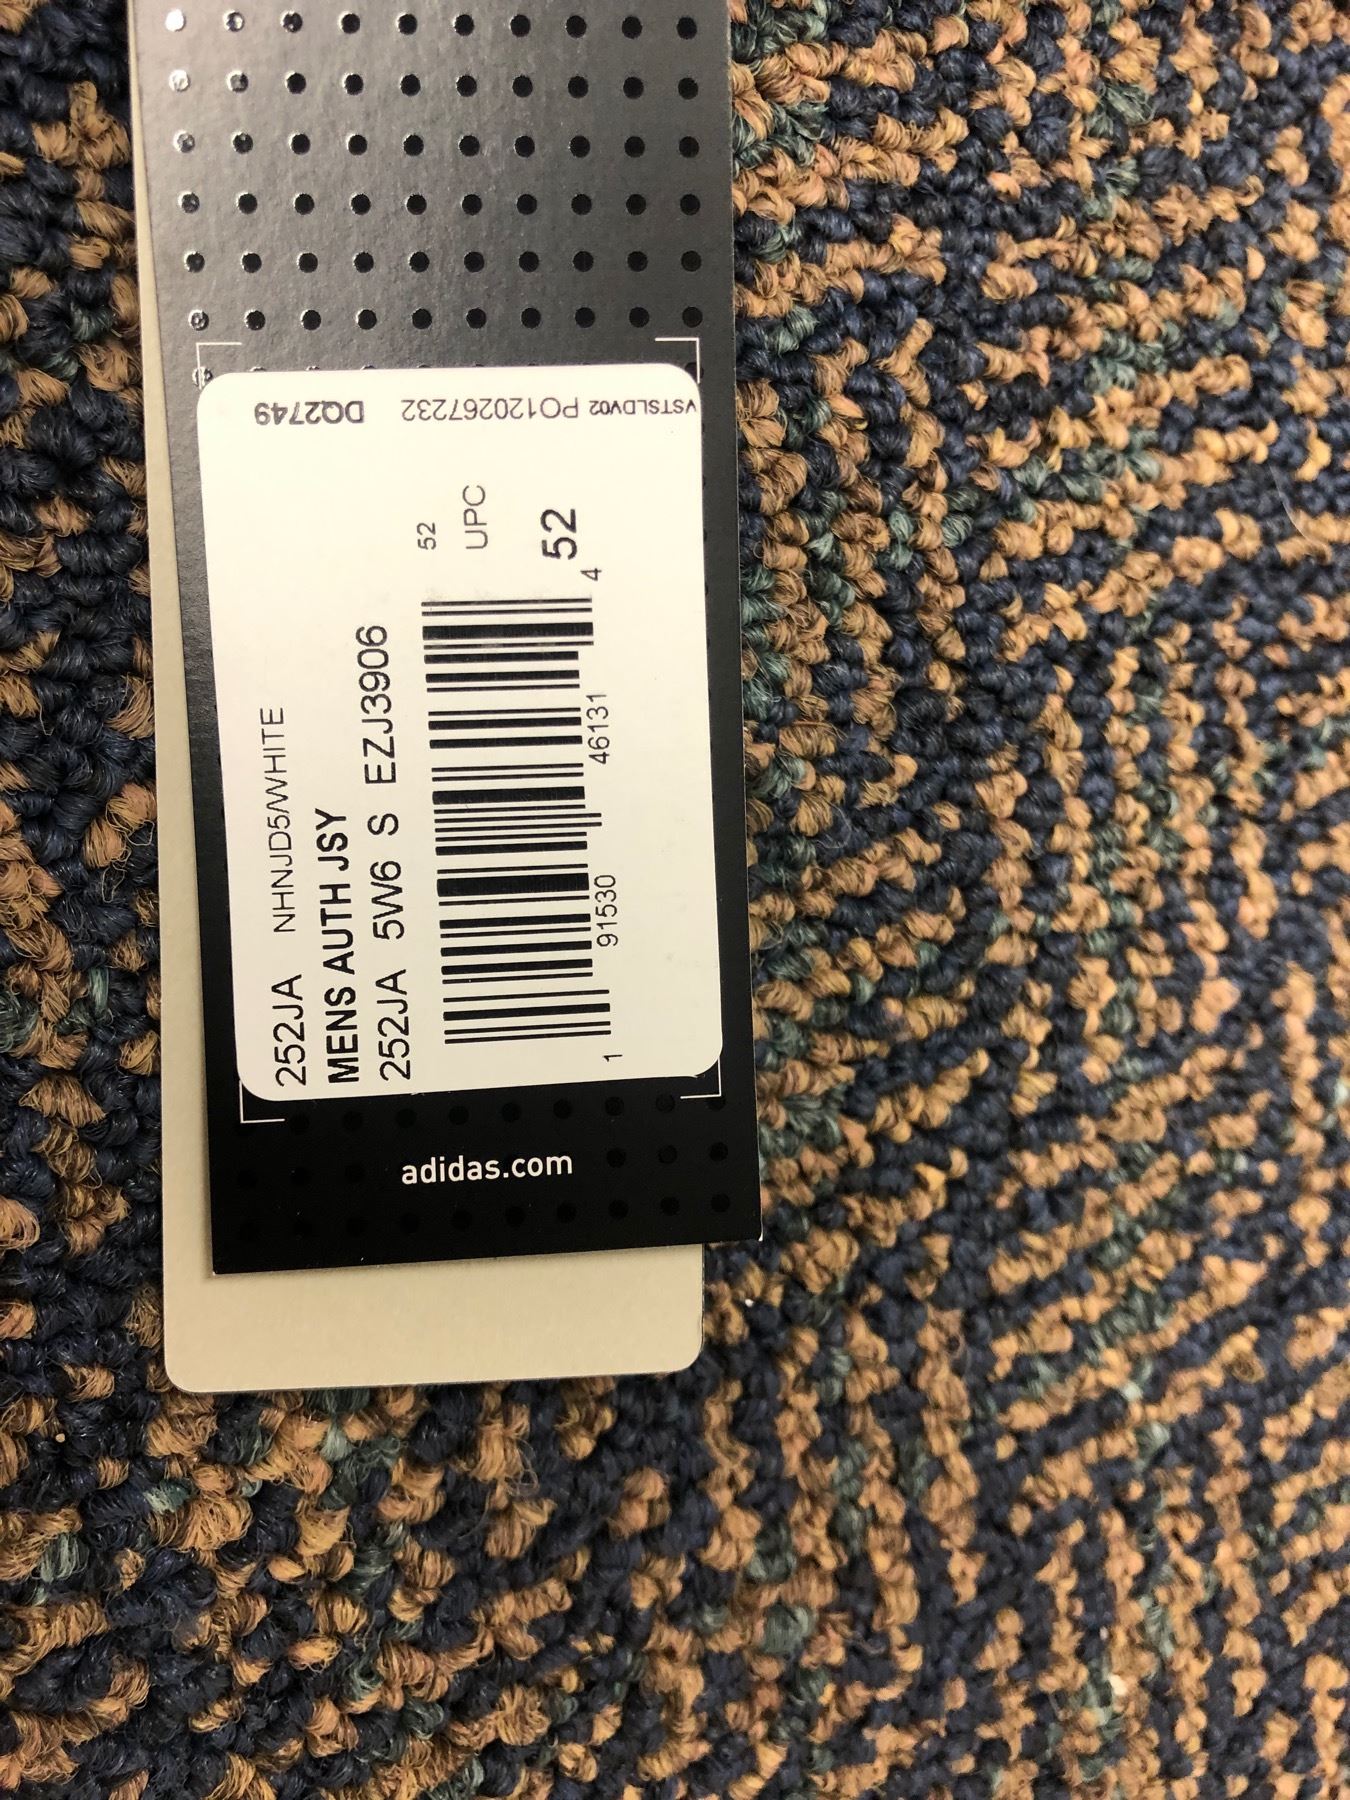 DQ2749 PO120267232 VSTSLDV02
252JA NHNJD5/WHITE
MENS AUTH JSY
252JA 5W6 S EZJ3906
52
UPC
52
1 91530 46131 4
adidas.com